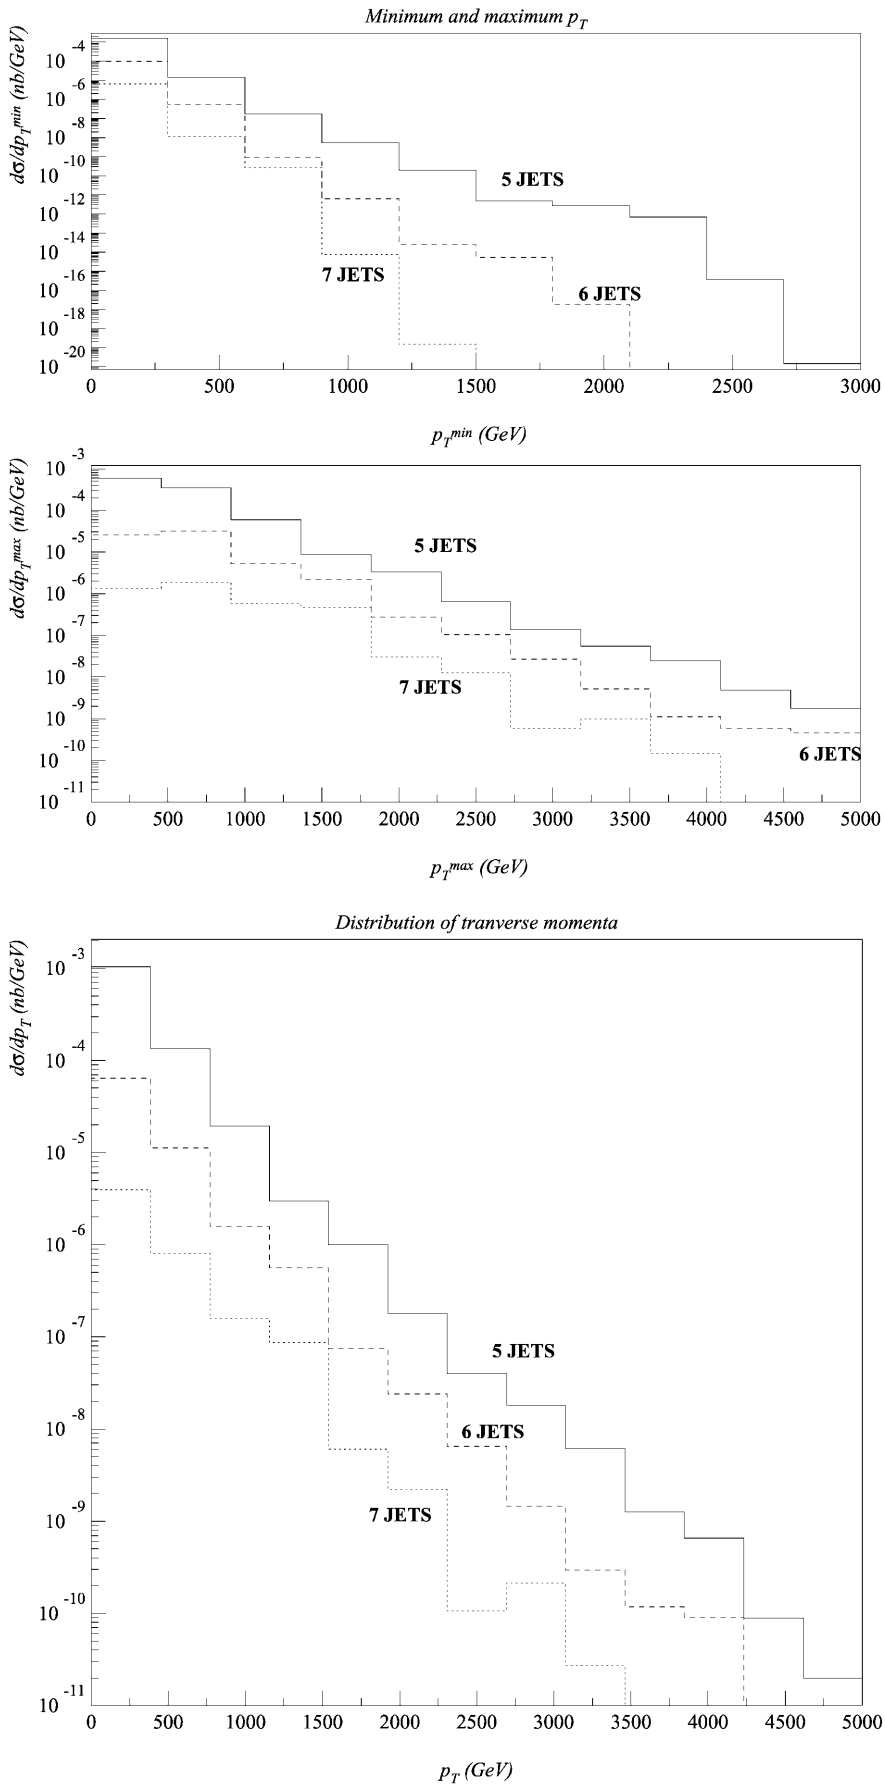 Minimum and maximum p_T
dσ/dp_T^min (nb/GeV)
10 -4
10 -6
10 -8
10 -10
10 -12
10 -14
10 -16
10 -18
10 -20
5 JETS
7 JETS
6 JETS
0 500 1000 1500 2000 2500 3000
p_T^min (GeV)
dσ/dp_T^max (nb/GeV)
10 -3
10 -4
10 -5
10 -6
10 -7
10 -8
10 -9
10 -10
10 -11
5 JETS
7 JETS
6 JETS
0 500 1000 1500 2000 2500 3000 3500 4000 4500 5000
p_T^max (GeV)
Distribution of tranverse momenta
dσ/dp_T (nb/GeV)
10 -3
10 -4
10 -5
10 -6
10 -7
10 -8
10 -9
10 -10
10 -11
5 JETS
6 JETS
7 JETS
0 500 1000 1500 2000 2500 3000 3500 4000 4500 5000
p_T (GeV)